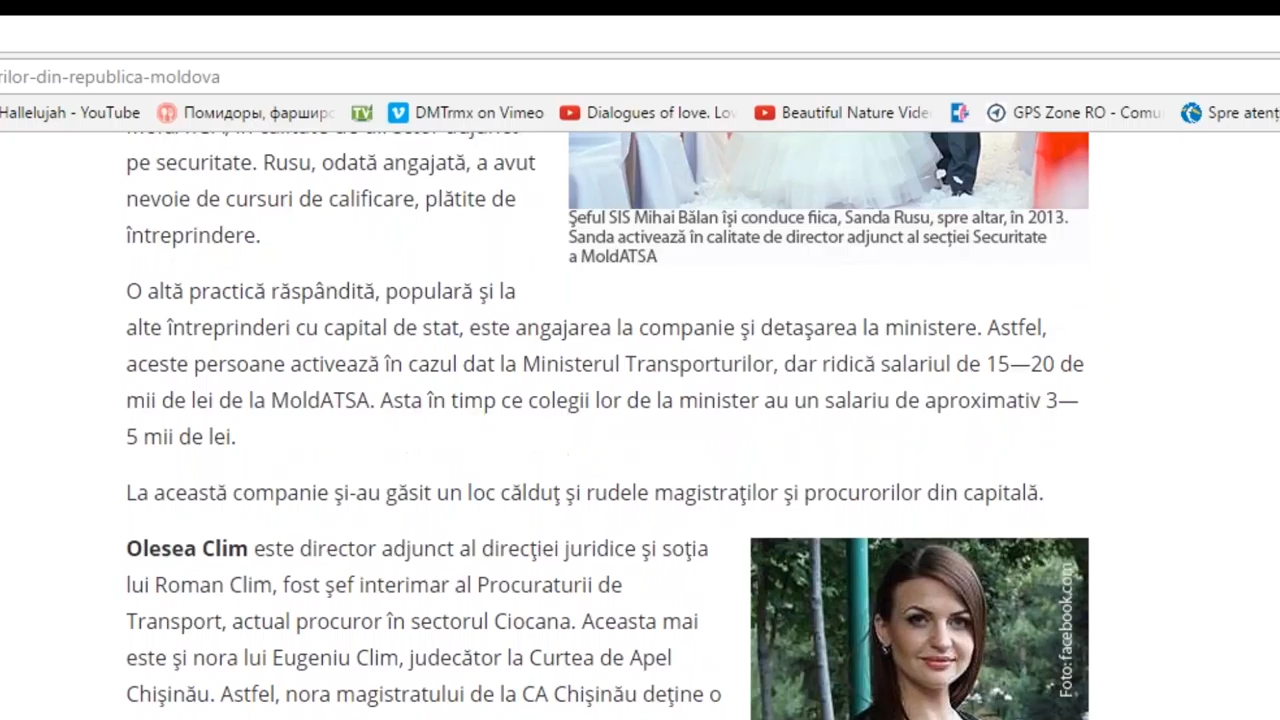 rilor-din-republica-moldova
Hallelujah - YouTube
Помидоры, фарширс
TV
DMTrmx on Vimeo
Dialogues of love. Lo
Beautiful Nature Vide
GPS Zone RO - Comu
Spre atenț
pe securitate. Rusu, odată angajată, a avut
nevoie de cursuri de calificare, plătite de
întreprindere.
Șeful SIS Mihai Bălan își conduce fiica, Sanda Rusu, spre altar, în 2013.
Sanda activează în calitate de director adjunct al secției Securitate
a MoldATSA
O altă practică răspândită, populară şi la
alte întreprinderi cu capital de stat, este angajarea la companie şi detaşarea la ministere. Astfel,
aceste persoane activează în cazul dat la Ministerul Transporturilor, dar ridică salariul de 15—20 de
mii de lei de la MoldATSA. Asta în timp ce colegii lor de la minister au un salariu de aproximativ 3—
5 mii de lei.
La această companie şi-au găsit un loc călduţ şi rudele magistraţilor şi procurorilor din capitală.
Olesea Clim este director adjunct al direcţiei juridice şi soţia
lui Roman Clim, fost şef interimar al Procuraturii de
Transport, actual procuror în sectorul Ciocana. Aceasta mai
este şi nora lui Eugeniu Clim, judecător la Curtea de Apel
Chişinău. Astfel, nora magistratului de la CA Chişinău deţine o
Foto: facebook.com